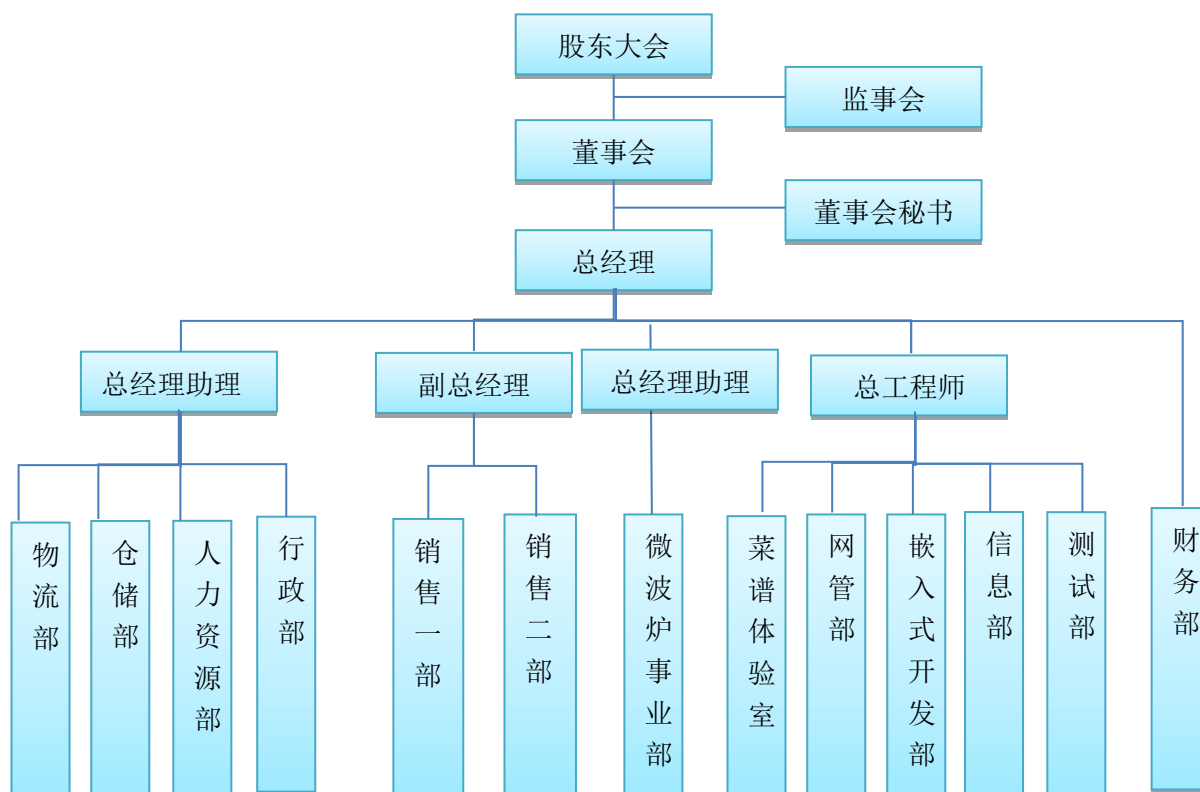 股东大会
监事会
董事会
董事会秘书
总经理
总经理助理
副总经理
总经理助理
总工程师
物流部
仓储部
人力资源部
行政部
销售一部
销售二部
微波炉事业部
菜谱体验室
网管部
嵌入式开发部
信息部
测试部
财务部